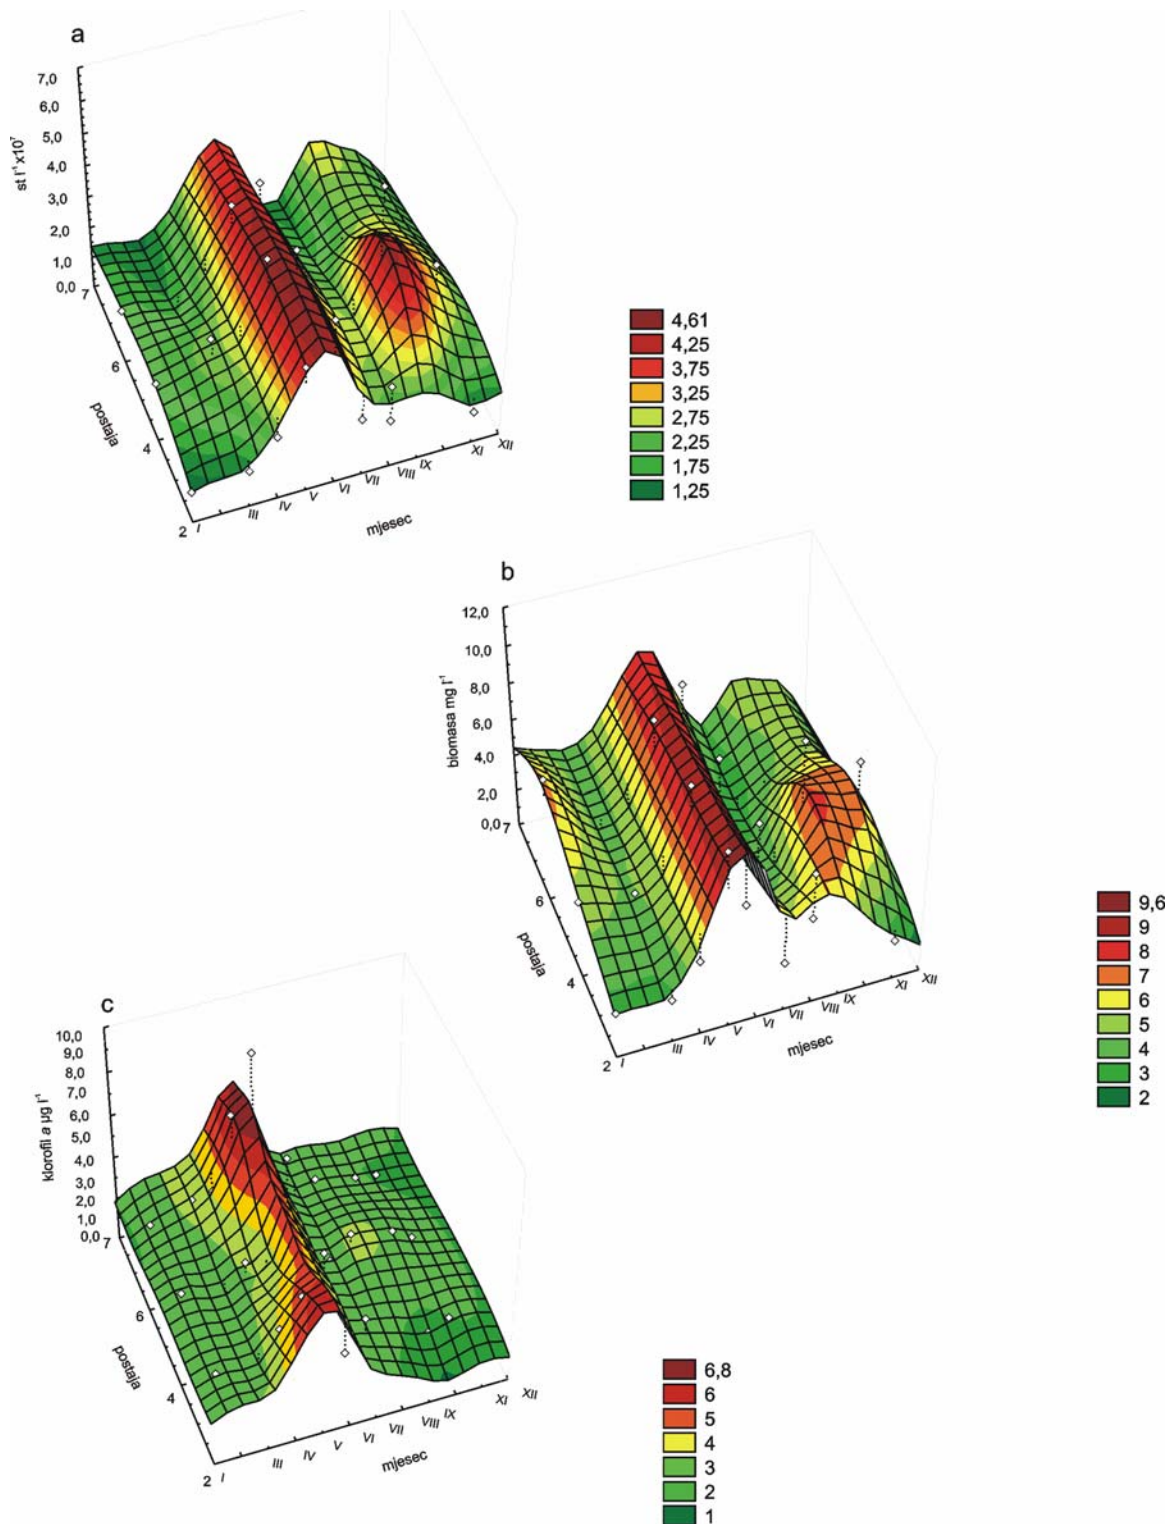 a
7,0
6,0
5,0
4,0
3,0
2,0
1,0
0,0
st l⁻¹x10⁷
7
6
4
2
postaja
I
III
IV
V
VI
VII
VIII
IX
XI
XII
mjesec
4,61
4,25
3,75
3,25
2,75
2,25
1,75
1,25
b
12,0
10,0
8,0
6,0
4,0
2,0
0,0
biomasa mg l⁻¹
7
6
4
2
postaja
I
III
IV
V
VI
VII
VIII
IX
XI
XII
mjesec
9,6
9
8
7
6
5
4
3
2
c
10,0
9,0
8,0
7,0
6,0
5,0
4,0
3,0
2,0
1,0
0,0
klorofil a µg l⁻¹
7
6
4
2
postaja
I
III
IV
V
VI
VII
VIII
IX
XI
XII
mjesec
6,8
6
5
4
3
2
1